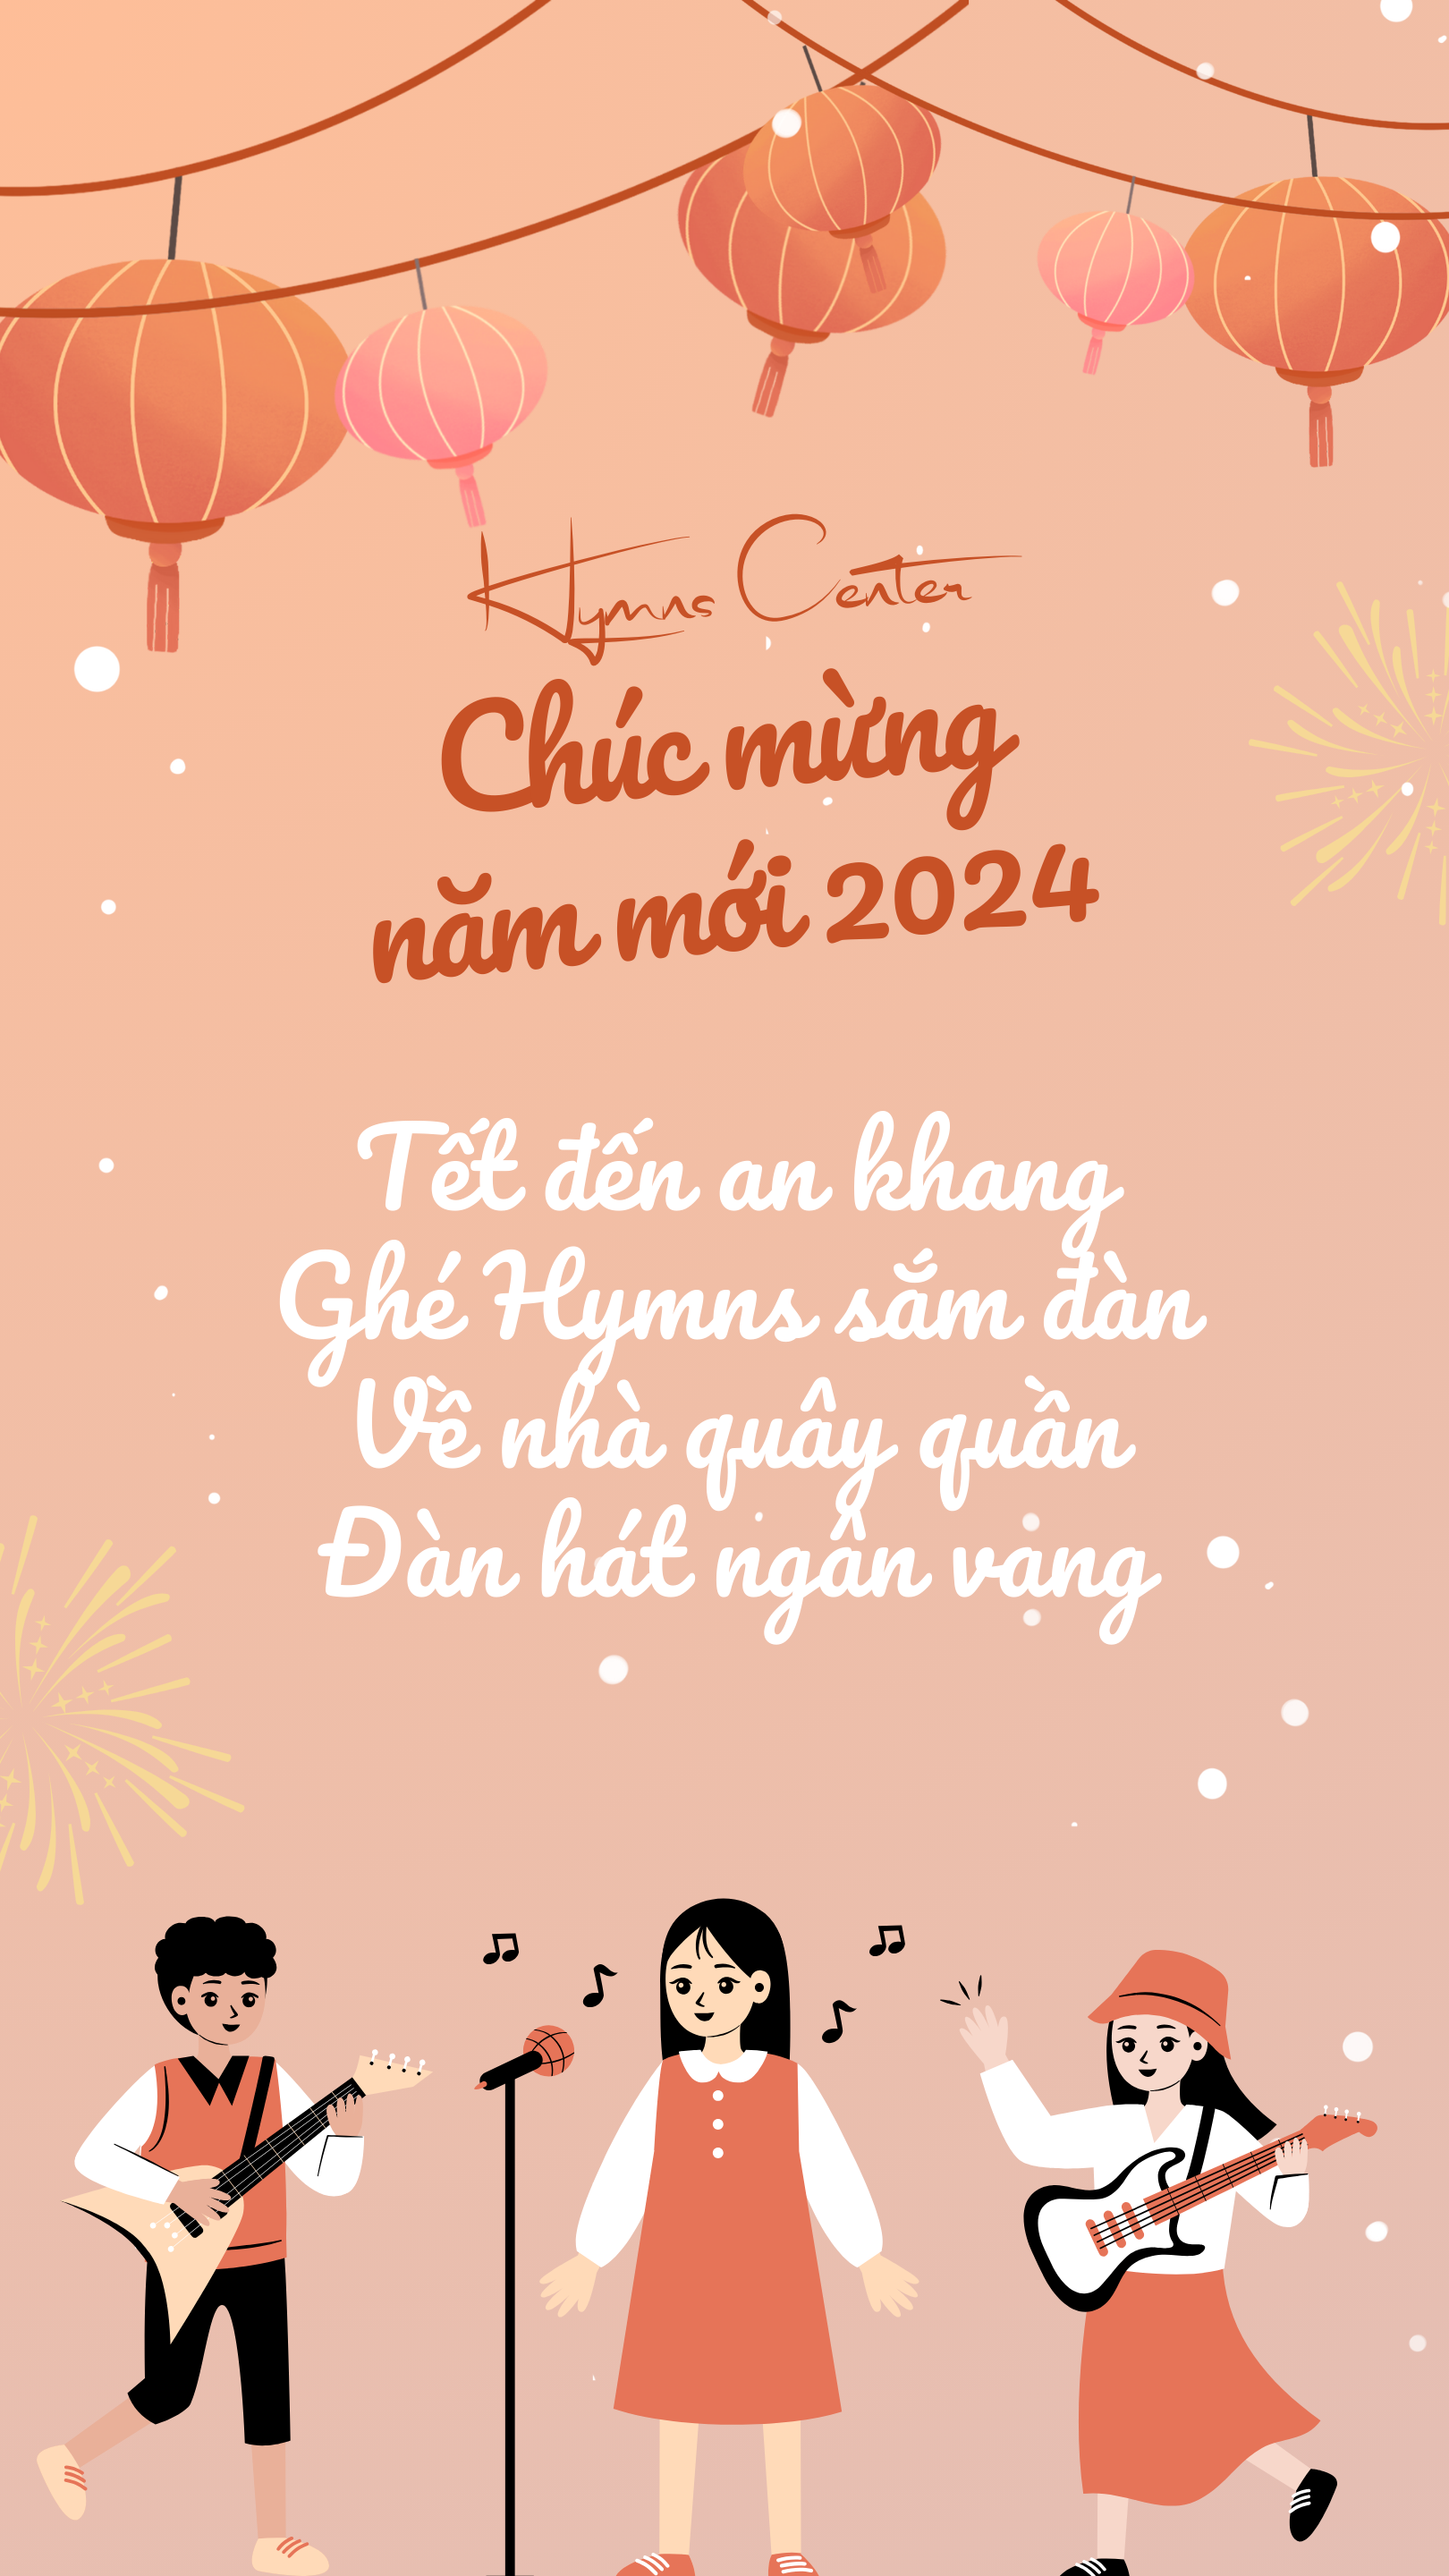 Hymns Center
Chúc mừng
năm mới 2024
Tết đến an khang
Ghé Hymns sắm đàn
Về nhà quây quần
Đàn hát ngân vang